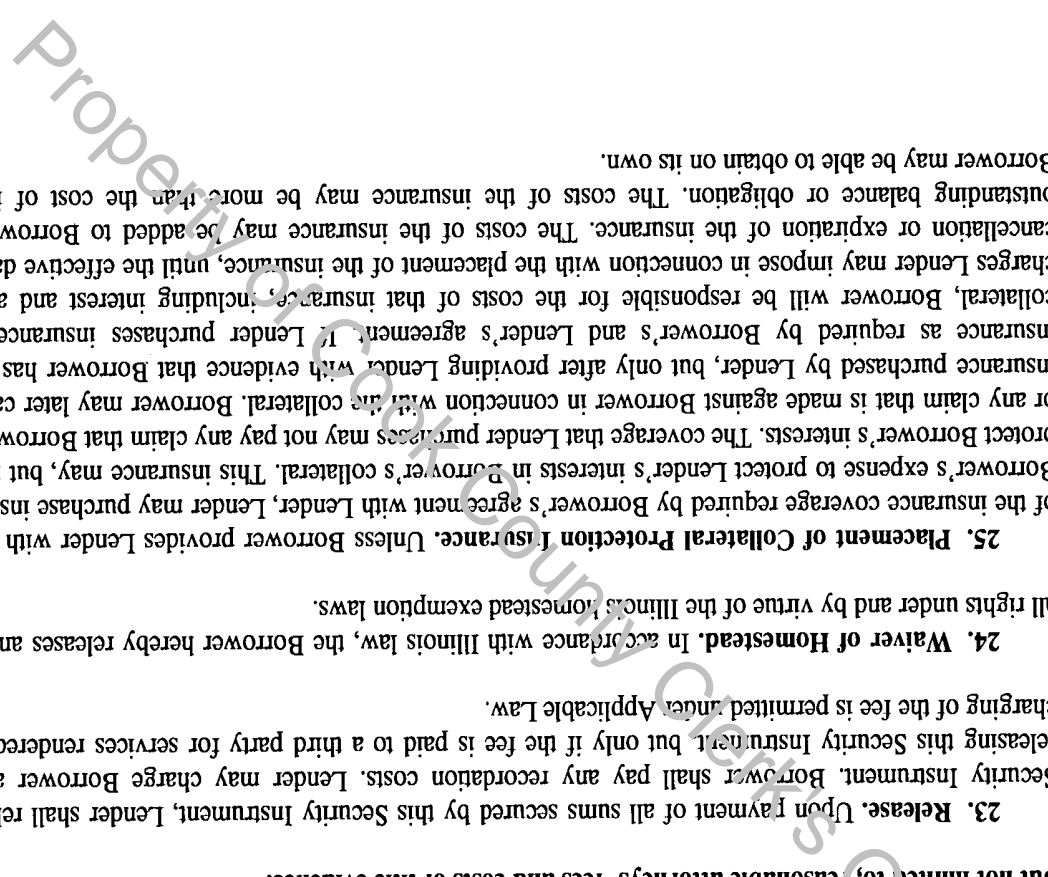 but not limited to, reasonable attorneys' fees and costs of title evidence.
23. Release. Upon payment of all sums secured by this Security Instrument, Lender shall rel
Security Instrument. Borrower shall pay any recordation costs. Lender may charge Borrower a
releasing this Security Instrument, but only if the fee is paid to a third party for services rendered
charging of the fee is permitted under Applicable Law.
24. Waiver of Homestead. In accordance with Illinois law, the Borrower hereby releases an
all rights under and by virtue of the Illinois homestead exemption laws.
25. Placement of Collateral Protection Insurance. Unless Borrower provides Lender with
of the insurance coverage required by Borrower's agreement with Lender, Lender may purchase ins
Borrower's expense to protect Lender's interests in Borrower's collateral. This insurance may, but
protect Borrower's interests. The coverage that Lender purchases may not pay any claim that Borrow
or any claim that is made against Borrower in connection with the collateral. Borrower may later ca
insurance purchased by Lender, but only after providing Lender with evidence that Borrower has
insurance as required by Borrower's and Lender's agreement. If Lender purchases insurance
collateral, Borrower will be responsible for the costs of that insurance, including interest and a
charges Lender may impose in connection with the placement of the insurance, until the effective da
cancellation or expiration of the insurance. The costs of the insurance may be added to Borrow
outstanding balance or obligation. The costs of the insurance may be more than the cost of i
Borrower may be able to obtain on its own.
Property of Cook County Clerk's O